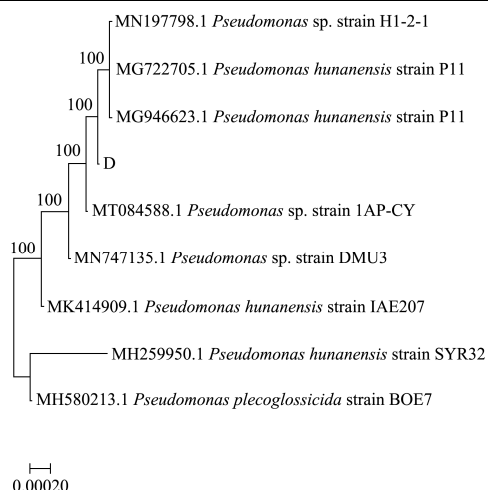 MN197798.1 Pseudomonas sp. strain H1-2-1
100
MG722705.1 Pseudomonas hunanensis strain P11
100
MG946623.1 Pseudomonas hunanensis strain P11
100
D
100
MT084588.1 Pseudomonas sp. strain 1AP-CY
100
MN747135.1 Pseudomonas sp. strain DMU3
MK414909.1 Pseudomonas hunanensis strain IAE207
MH259950.1 Pseudomonas hunanensis strain SYR32
MH580213.1 Pseudomonas plecoglossicida strain BOE7
0.00020